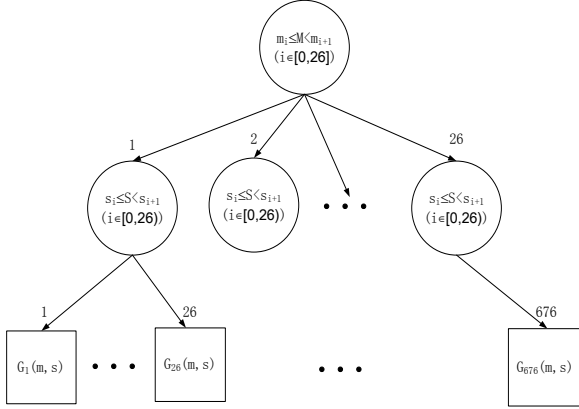 mi≤M<mi+1
(i∈[0,26])
1
2
26
si≤S<si+1
(i∈[0,26))
si≤S<si+1
(i∈[0,26))
si≤S<si+1
(i∈[0,26))
1
26
676
G1(m,s)
G26(m,s)
G676(m,s)